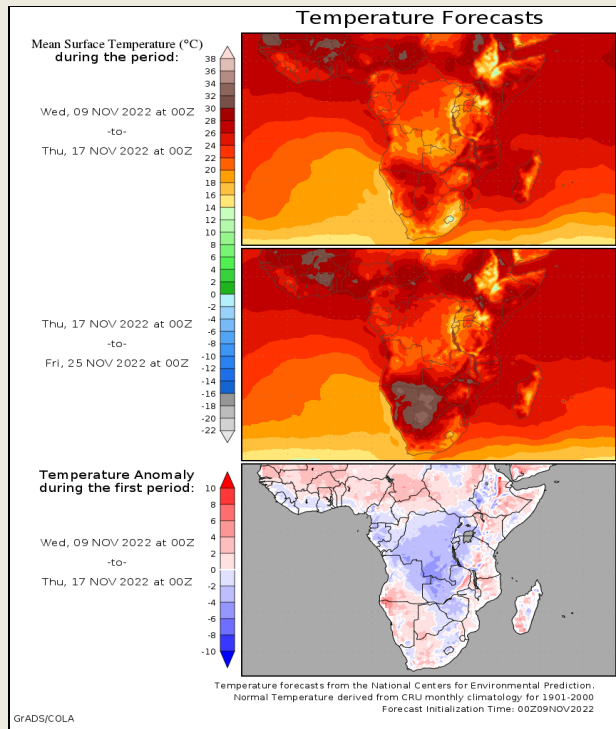 Temperature Forecasts
Mean Surface Temperature (°C)
during the period:
38
36
34
32
30
28
26
24
22
20
18
16
14
12
10
8
6
4
2
0
-2
-4
-6
-8
-10
-12
-14
-16
-18
-20
-22
Wed, 09 NOV 2022 at 00Z
-to-
Thu, 17 NOV 2022 at 00Z
Thu, 17 NOV 2022 at 00Z
-to-
Fri, 25 NOV 2022 at 00Z
Temperature Anomaly
during the first period:
10
8
6
4
2
0
-2
-4
-6
-8
-10
Wed, 09 NOV 2022 at 00Z
-to-
Thu, 17 NOV 2022 at 00Z
Temperature forecasts from the National Centers for Environmental Prediction.
Normal Temperature derived from CRU monthly climatology for 1901-2000
Forecast Initialization Time: 00Z09NOV2022
GrADS/COLA